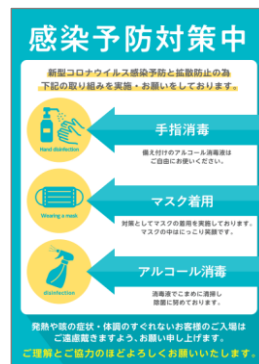 感染予防対策中
新型コロナウイルス感染予防と拡散防止の為
下記の取り組みを実施・お願いをしております。
Hand disinfection
手指消毒
備え付けのアルコール消毒液は
ご自由にお使いください。
Wearing a mask
マスク着用
対策としてマスクの着用を実施しております。
マスクの中はにっこり笑顔です。
disinfection
アルコール消毒
消毒液でこまめに清掃し
除菌に努めております。
発熱や咳の症状・体調のすぐれないお客様のご入場は
ご遠慮戴きますよう、お願い申し上げます。
ご理解とご協力のほどよろしくお願いいたします。